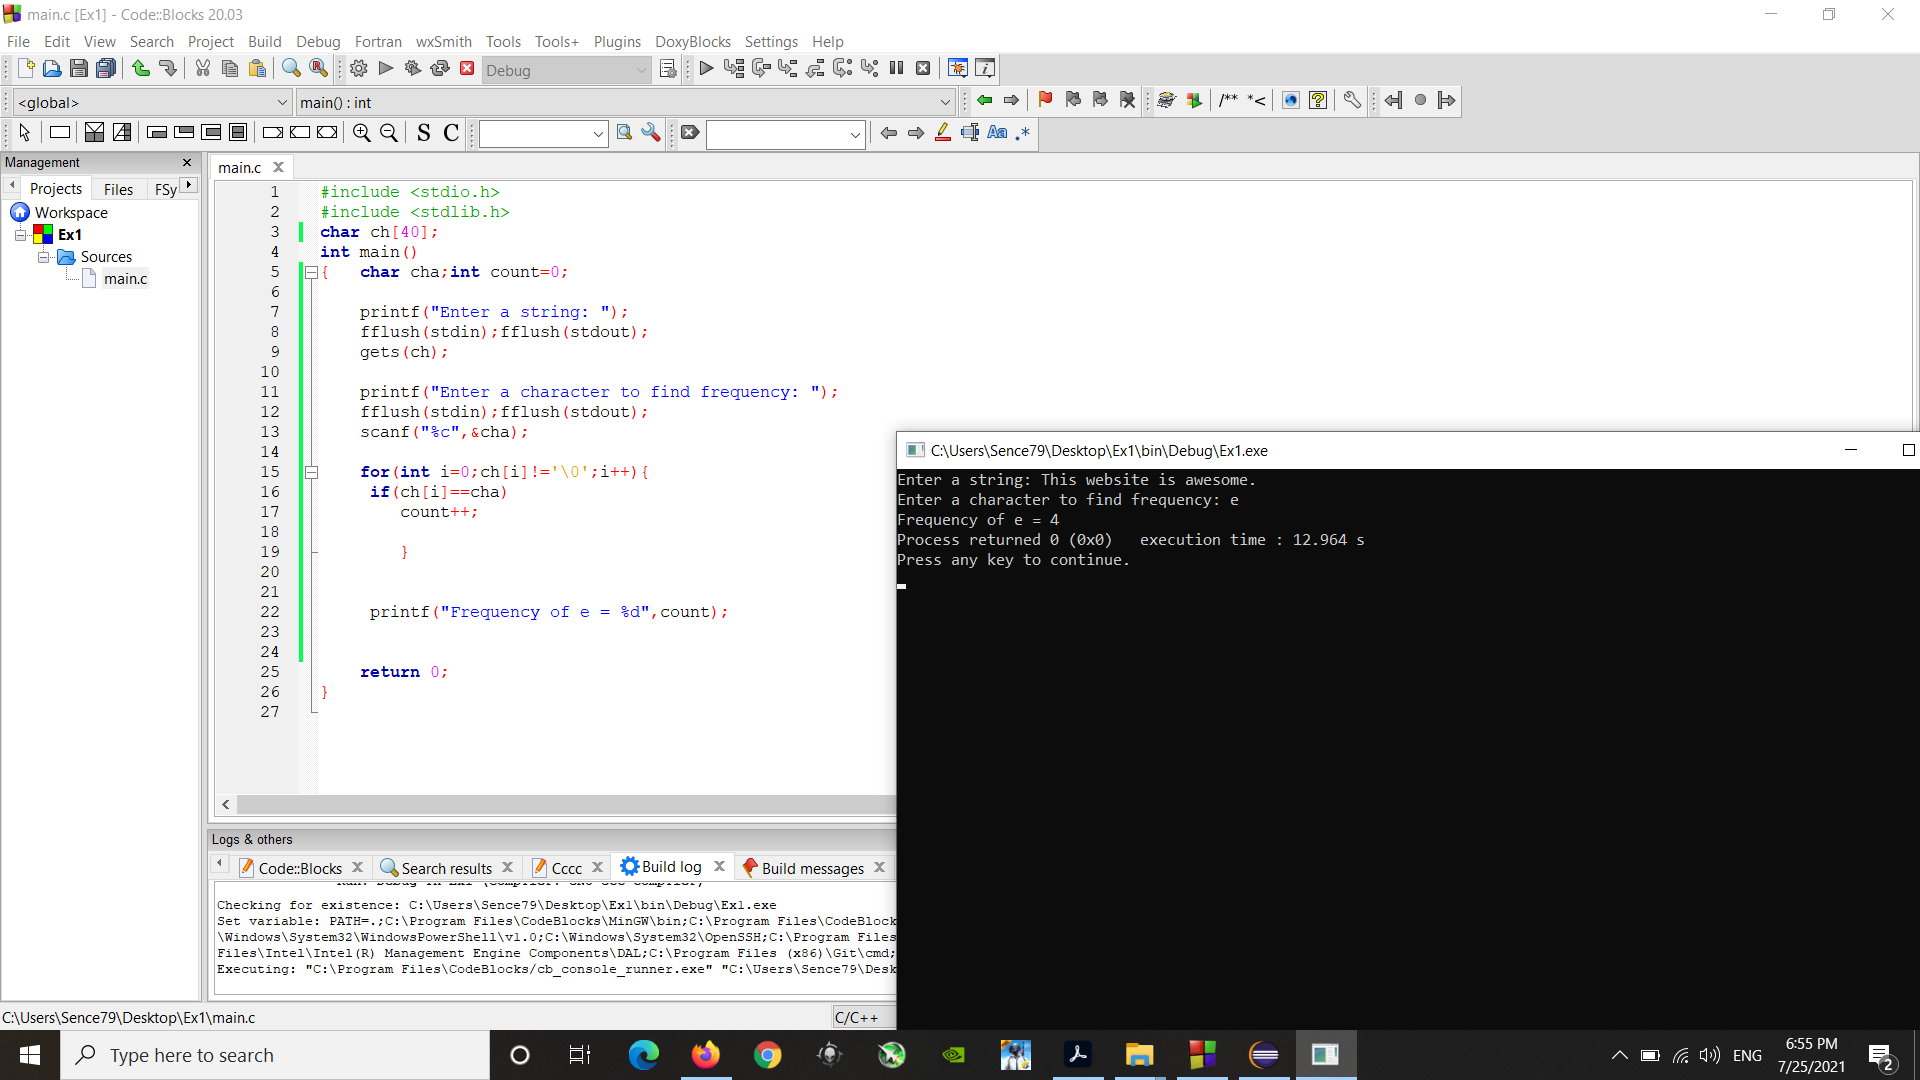 main.c [Ex1] - Code::Blocks 20.03
File Edit View Search Project Build Debug Fortran wxSmith Tools Tools+ Plugins DoxyBlocks Settings Help
Debug
<global> main() : int
/** *<
S C Aa .*
Management
main.c
Projects Files FSy
Workspace
Ex1
Sources
main.c
1 #include <stdio.h>
2 #include <stdlib.h>
3 char ch[40];
4 int main()
5 { char cha;int count=0;
6
7 printf("Enter a string: ");
8 fflush(stdin);fflush(stdout);
9 gets(ch);
10
11 printf("Enter a character to find frequency: ");
12 fflush(stdin);fflush(stdout);
13 scanf("%c",&cha);
14
15 for(int i=0;ch[i]!='\0';i++){
16 if(ch[i]==cha)
17 count++;
18
19 }
20
21
22 printf("Frequency of e = %d",count);
23
24
25 return 0;
26 }
27
C:\Users\Sence79\Desktop\Ex1\bin\Debug\Ex1.exe
Enter a string: This website is awesome.
Enter a character to find frequency: e
Frequency of e = 4
Process returned 0 (0x0) execution time : 12.964 s
Press any key to continue.
Logs & others
Code::Blocks Search results Cccc Build log Build messages
Checking for existence: C:\Users\Sence79\Desktop\Ex1\bin\Debug\Ex1.exe
Set variable: PATH=.;C:\Program Files\CodeBlocks\MinGW\bin;C:\Program Files\CodeBlock
\Windows\System32\WindowsPowerShell\v1.0;C:\Windows\System32\OpenSSH;C:\Program Files
Files\Intel\Intel(R) Management Engine Components\DAL;C:\Program Files (x86)\Git\cmd;
Executing: "C:\Program Files\CodeBlocks/cb_console_runner.exe" "C:\Users\Sence79\Desk
C:\Users\Sence79\Desktop\Ex1\main.c
C/C++
Type here to search
ENG
6:55 PM
7/25/2021
2